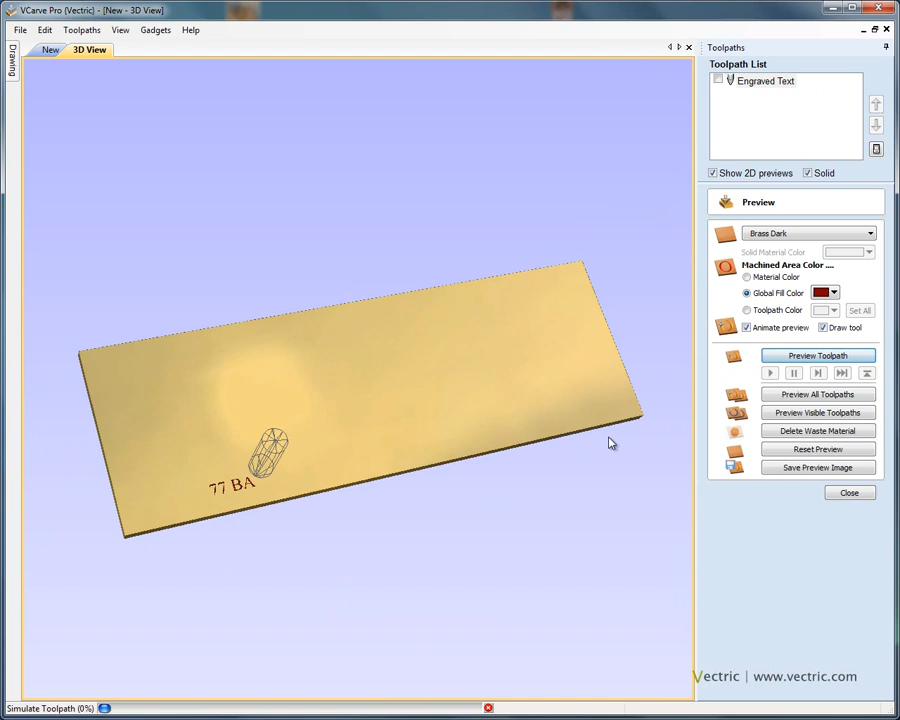 VCarve Pro {Vectric} - [New - 3D View]
File Edit Toolpaths View Gadgets Help
Drawing
New 3D View
77 BA
Toolpaths
Toolpath List
Engraved Text
Show 2D previews Solid
Preview
Brass Dark
Solid Material Color
Machined Area Color ....
Material Color
Global Fill Color
Toolpath Color Set All
Animate preview Draw tool
Preview Toolpath
Preview All Toolpaths
Preview Visible Toolpaths
Delete Waste Material
Reset Preview
Save Preview Image
Close
Vectric | www.vectric.com
Simulate Toolpath (0%)